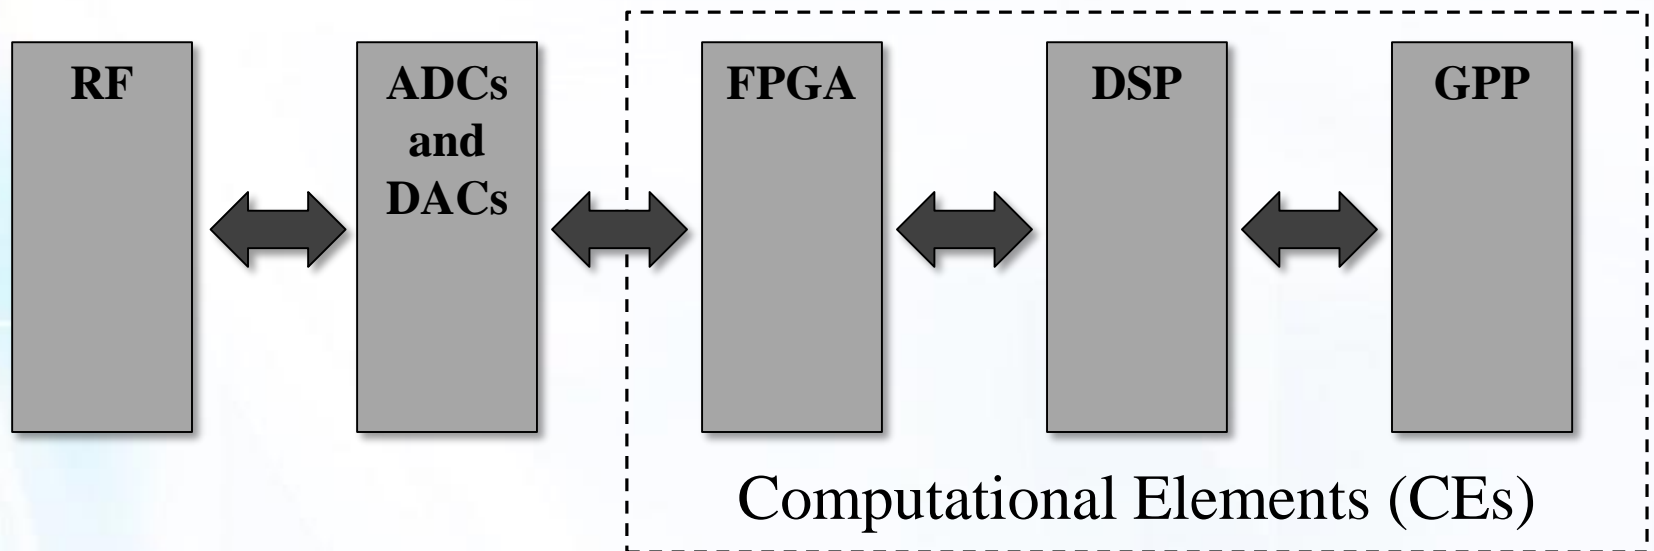 RF
ADCs
and
DACs
FPGA
DSP
GPP
Computational Elements (CEs)